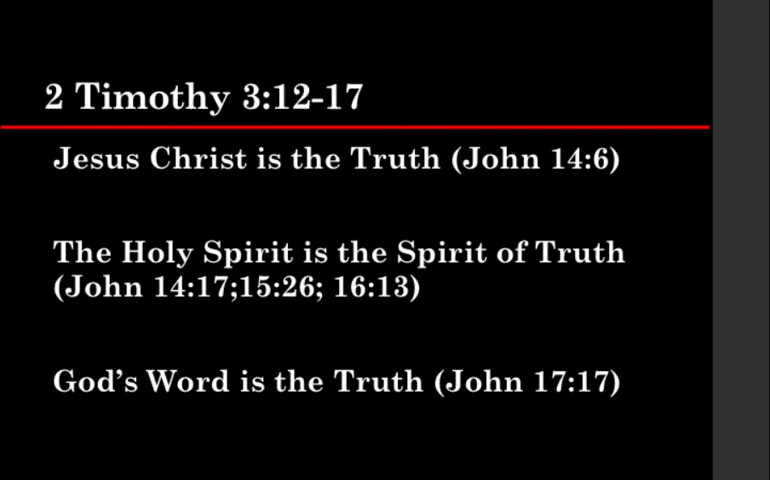 2 Timothy 3:12-17
Jesus Christ is the Truth (John 14:6)
The Holy Spirit is the Spirit of Truth
(John 14:17;15:26; 16:13)
God’s Word is the Truth (John 17:17)